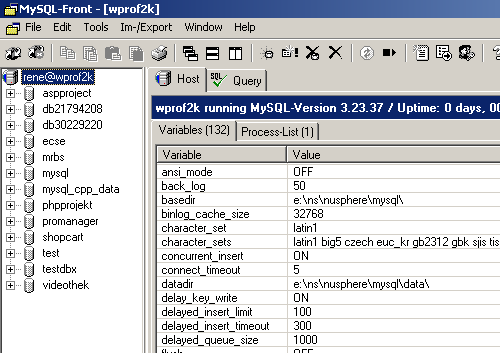 MySQL-Front - [wprof2k]
File Edit Tools Im-/Export Window Help
rene@wprof2k
aspproject
db21794208
db30229220
ecse
mrbs
mysql
mysql_cpp_data
phpprojekt
promanager
shopcart
test
testdbx
videothek
Host SQL Query
wprof2k running MySQL-Version 3.23.37 / Uptime: 0 days, 00
Variables (132) Process-List (1)
Variable Value
ansi_mode OFF
back_log 50
basedir e:\ns\nusphere\mysql\
binlog_cache_size 32768
character_set latin1
character_sets latin1 big5 czech euc_kr gb2312 gbk sjis tis
concurrent_insert ON
connect_timeout 5
datadir e:\ns\nusphere\mysql\data\
delay_key_write ON
delayed_insert_limit 100
delayed_insert_timeout 300
delayed_queue_size 1000
flush OFF